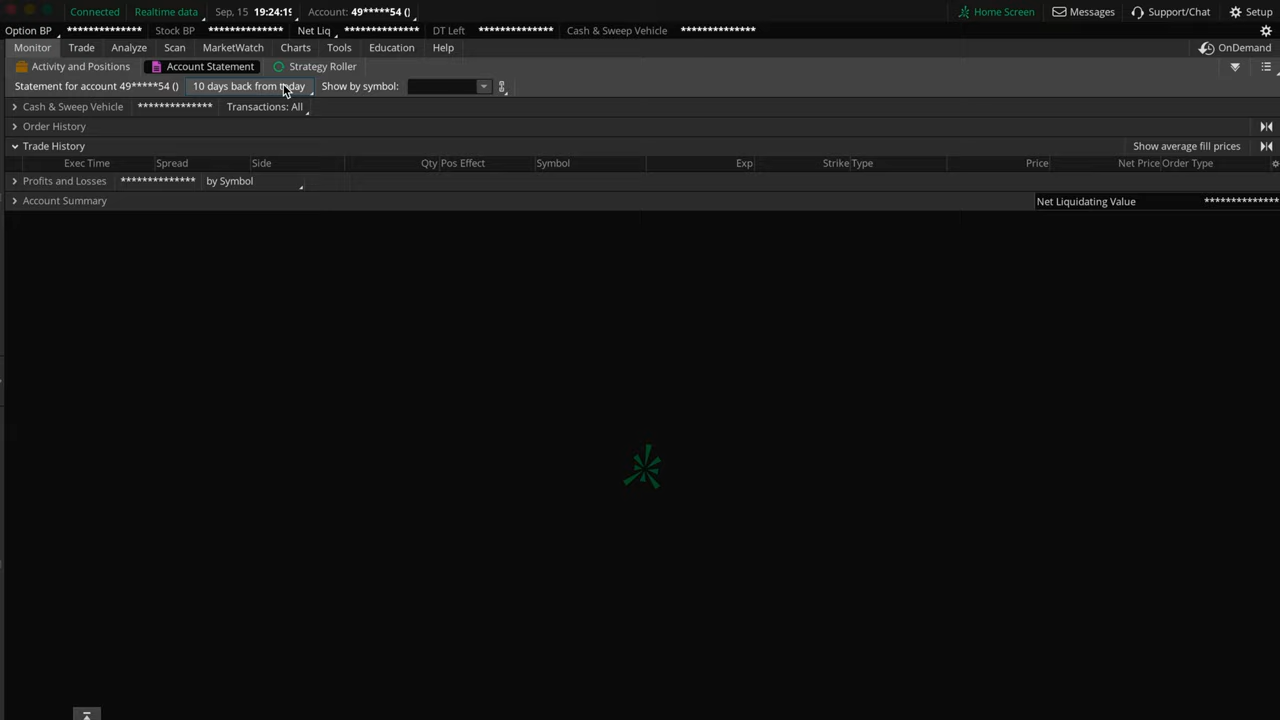 Connected Realtime data Sep, 15 19:24:19 Account: 49*****54 () Home Screen Messages Support/Chat Setup
Option BP ************** Stock BP ************** Net Liq ************** DT Left ************** Cash & Sweep Vehicle **************
Monitor Trade Analyze Scan MarketWatch Charts Tools Education Help OnDemand
Activity and Positions Account Statement Strategy Roller
Statement for account 49*****54 () 10 days back from today Show by symbol:
Cash & Sweep Vehicle ************** Transactions: All
Order History
Trade History Show average fill prices
Exec Time Spread Side Qty Pos Effect Symbol Exp Strike Type Price Net Price Order Type
Profits and Losses ************** by Symbol
Account Summary Net Liquidating Value **************